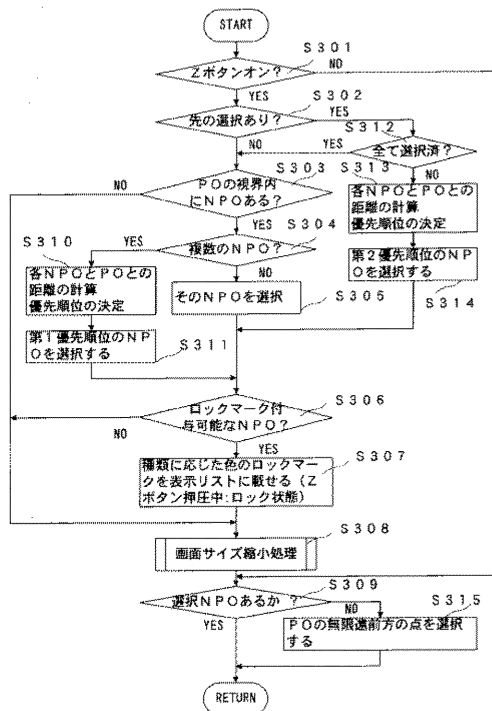 START
S301
Zボタンオン?
NO
YES
S302
先の選択あり?
YES
NO
S312
全て選択済?
YES
NO
S303
POの視界内
にNPOある?
NO
YES
S313
各NPOとPOとの
距離の計算
優先順位の決定
S304
複数のNPO?
YES
NO
第2優先順位のNP
Oを選択する
S314
S310
各NPOとPOとの
距離の計算
優先順位の決定
そのNPOを選択
S305
第1優先順位のNP
Oを選択する
S311
S306
ロックマーク付
与可能なNPO?
NO
YES
S307
種類に応じた色のロックマー
クを表示リストに載せる(Z
ボタン押圧中:ロック状態)
S308
画面サイズ縮小処理
S309
選択NPOあるか ?
NO
YES
S315
POの無限遠前方の点を選択
する
RETURN